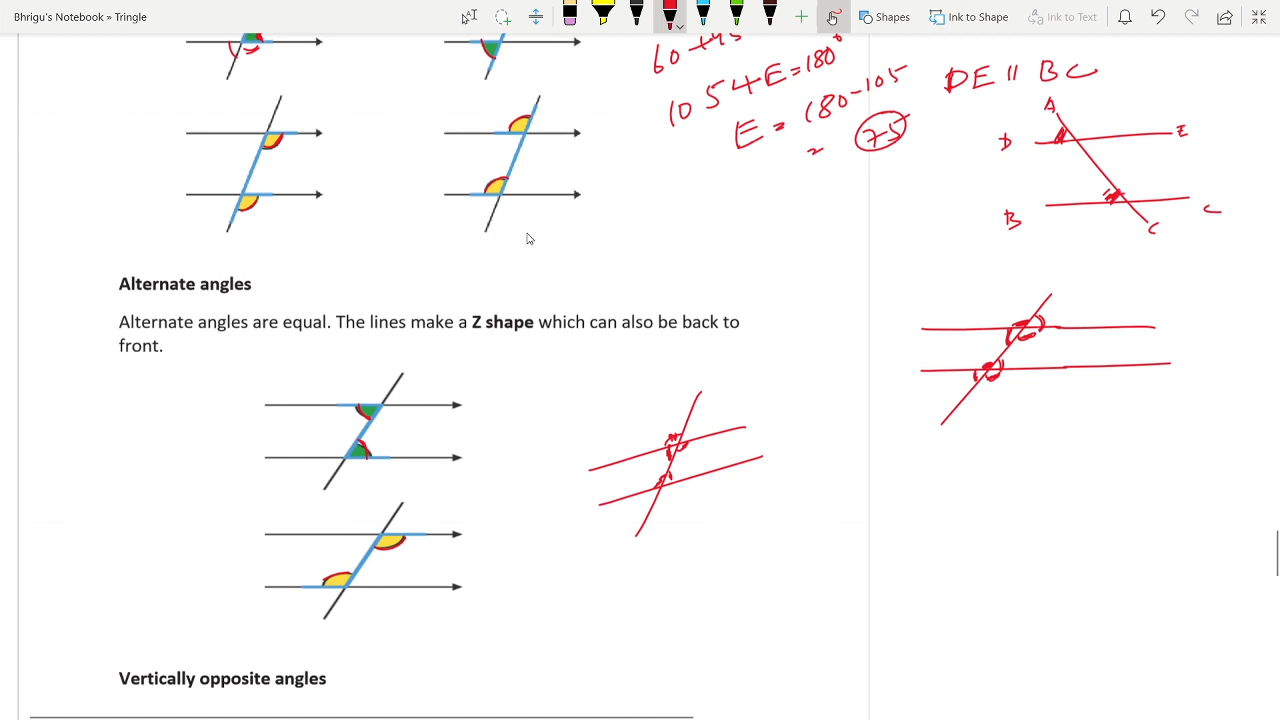 Bhrigu's Notebook » Tringle
Shapes
Ink to Shape
Ink to Text
60+45
105+E=180°
E = 180-105
= 75
DE || BC
A
D
E
B
C
C
Alternate angles
Alternate angles are equal. The lines make a Z shape which can also be back to
front.
Vertically opposite angles